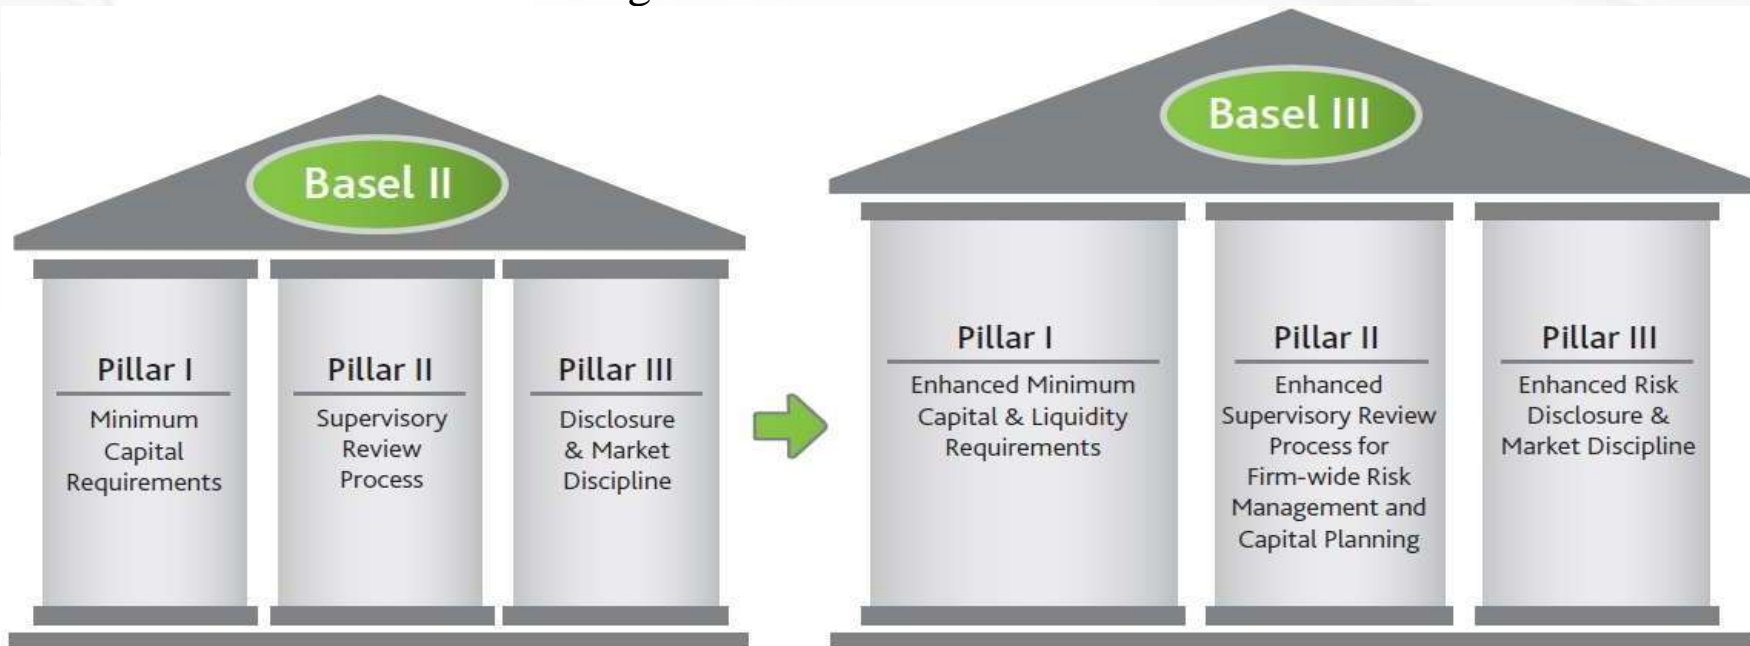 Basel II
Pillar I
Minimum
Capital
Requirements
Pillar II
Supervisory
Review
Process
Pillar III
Disclosure
& Market
Discipline
Basel III
Pillar I
Enhanced Minimum
Capital & Liquidity
Requirements
Pillar II
Enhanced
Supervisory Review
Process for
Firm-wide Risk
Management and
Capital Planning
Pillar III
Enhanced Risk
Disclosure &
Market Discipline